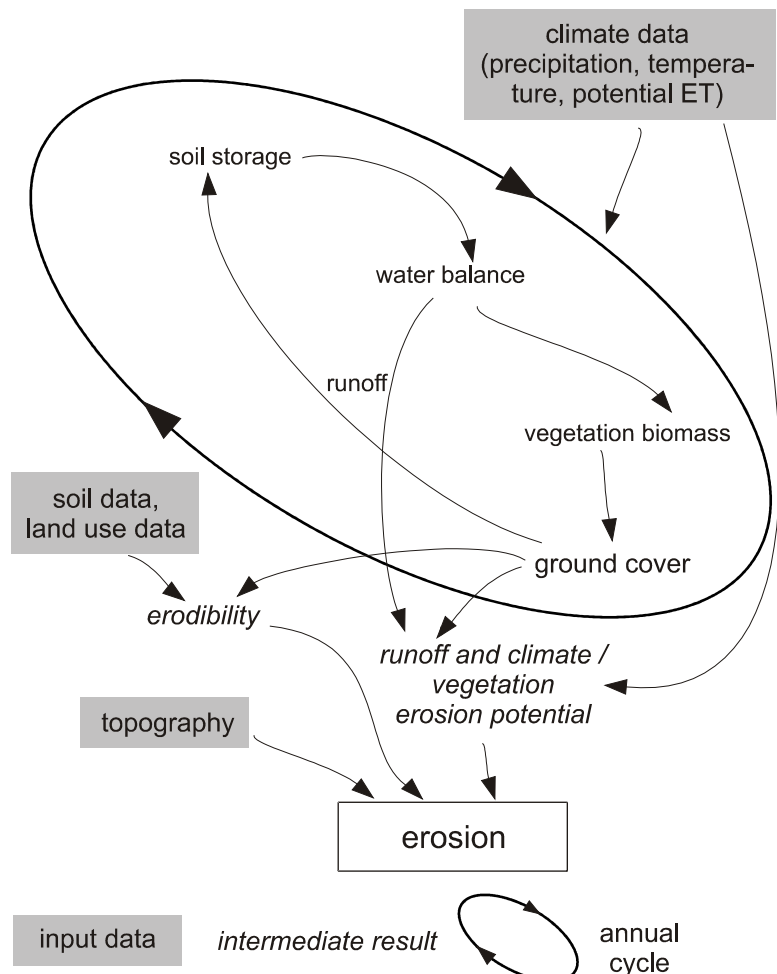 climate data
(precipitation, tempera-
ture, potential ET)
soil storage
water balance
runoff
vegetation biomass
soil data,
land use data
ground cover
erodibility
runoff and climate /
vegetation
erosion potential
topography
erosion
input data
intermediate result
annual
cycle